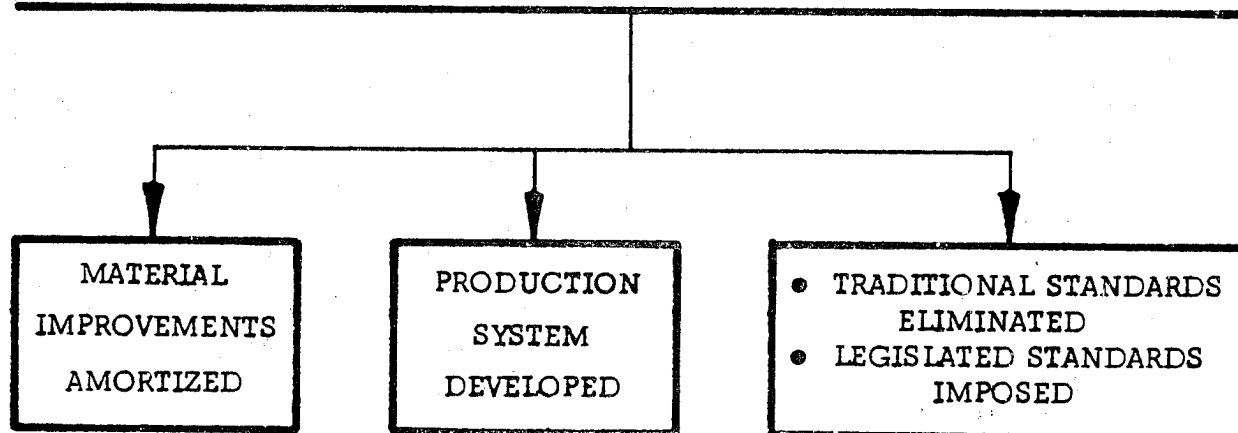 MATERIAL
IMPROVEMENTS
AMORTIZED
PRODUCTION
SYSTEM
DEVELOPED
• TRADITIONAL STANDARDS
ELIMINATED
• LEGISLATED STANDARDS
IMPOSED